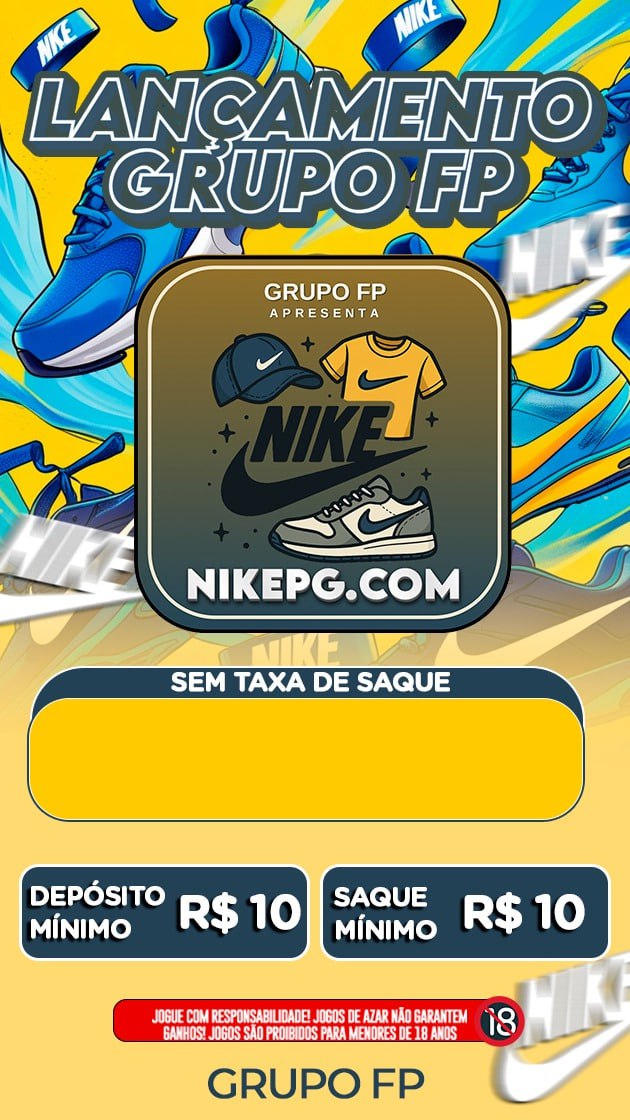 NIKE
NIKE
LANÇAMENTO
GRUPO FP
NIKE
GRUPO FP
APRESENTA
NIKE
NIKE
NIKEPG.COM
NIKE
SEM TAXA DE SAQUE
DEPÓSITO
MÍNIMO
R$ 10
SAQUE
MÍNIMO
R$ 10
NIKE
JOGUE COM RESPONSABILIDADE! JOGOS DE AZAR NÃO GARANTEM
GANHOS! JOGOS SÃO PROIBIDOS PARA MENORES DE 18 ANOS
18
GRUPO FP